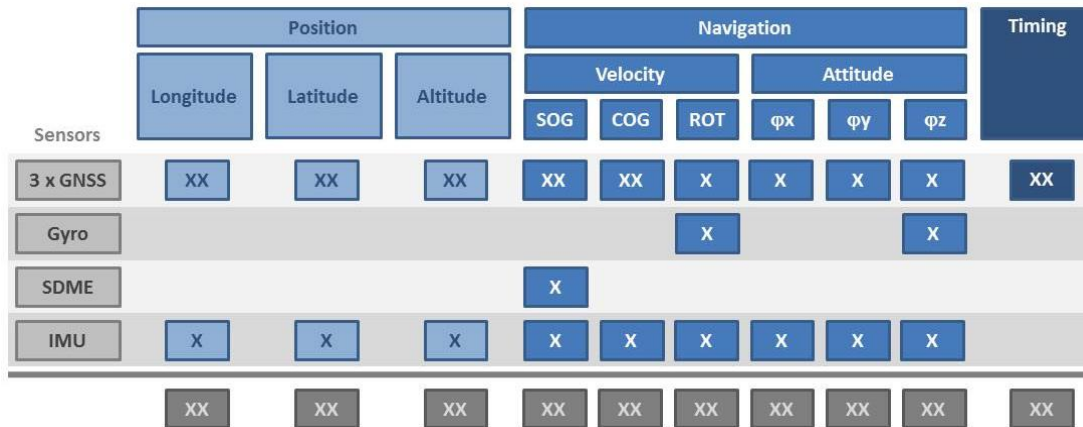 Position Navigation Timing
Velocity Attitude
Longitude Latitude Altitude
SOG COG ROT φx φy φz
Sensors
3 x GNSS XX XX XX XX XX X X X X XX
Gyro X X
SDME X
IMU X X X X X X X X X
XX XX XX XX XX XX XX XX XX XX